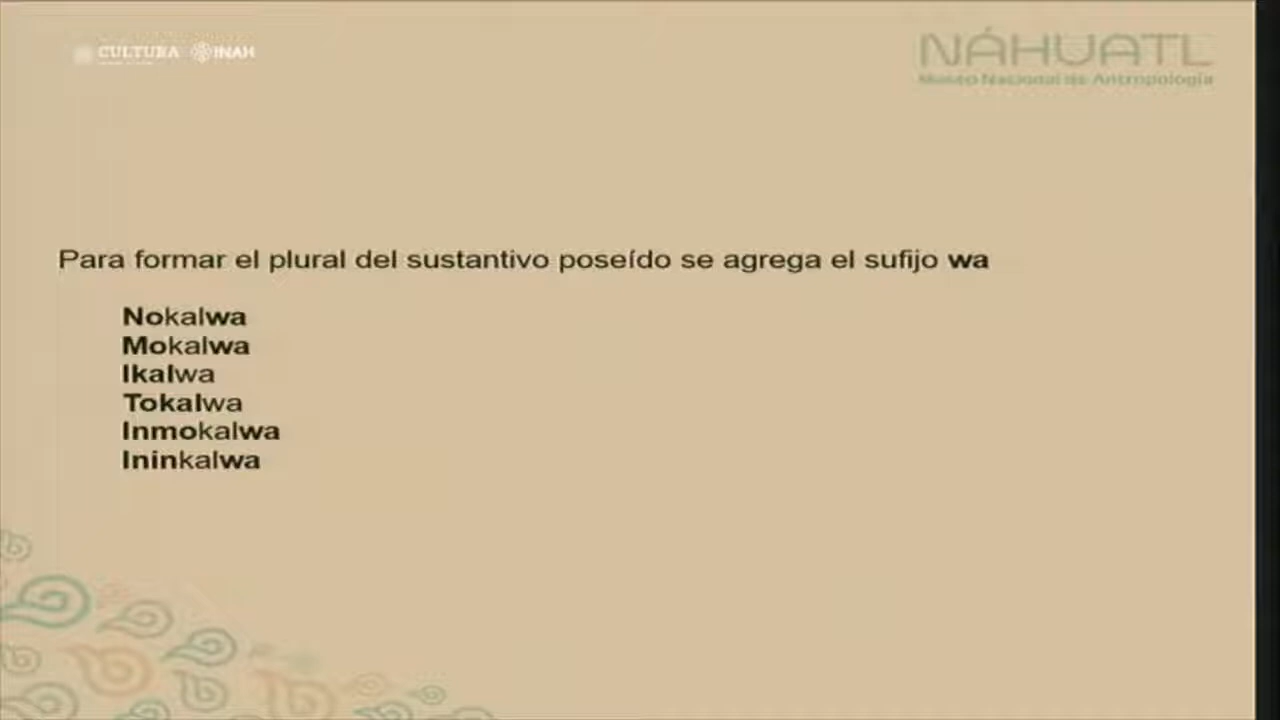 CULTURA INAH
NÁHUATL
Museo Nacional de Antropología
Para formar el plural del sustantivo poseído se agrega el sufijo wa
Nokalwa
Mokalwa
Ikalwa
Tokalwa
Inmokalwa
Ininkalwa